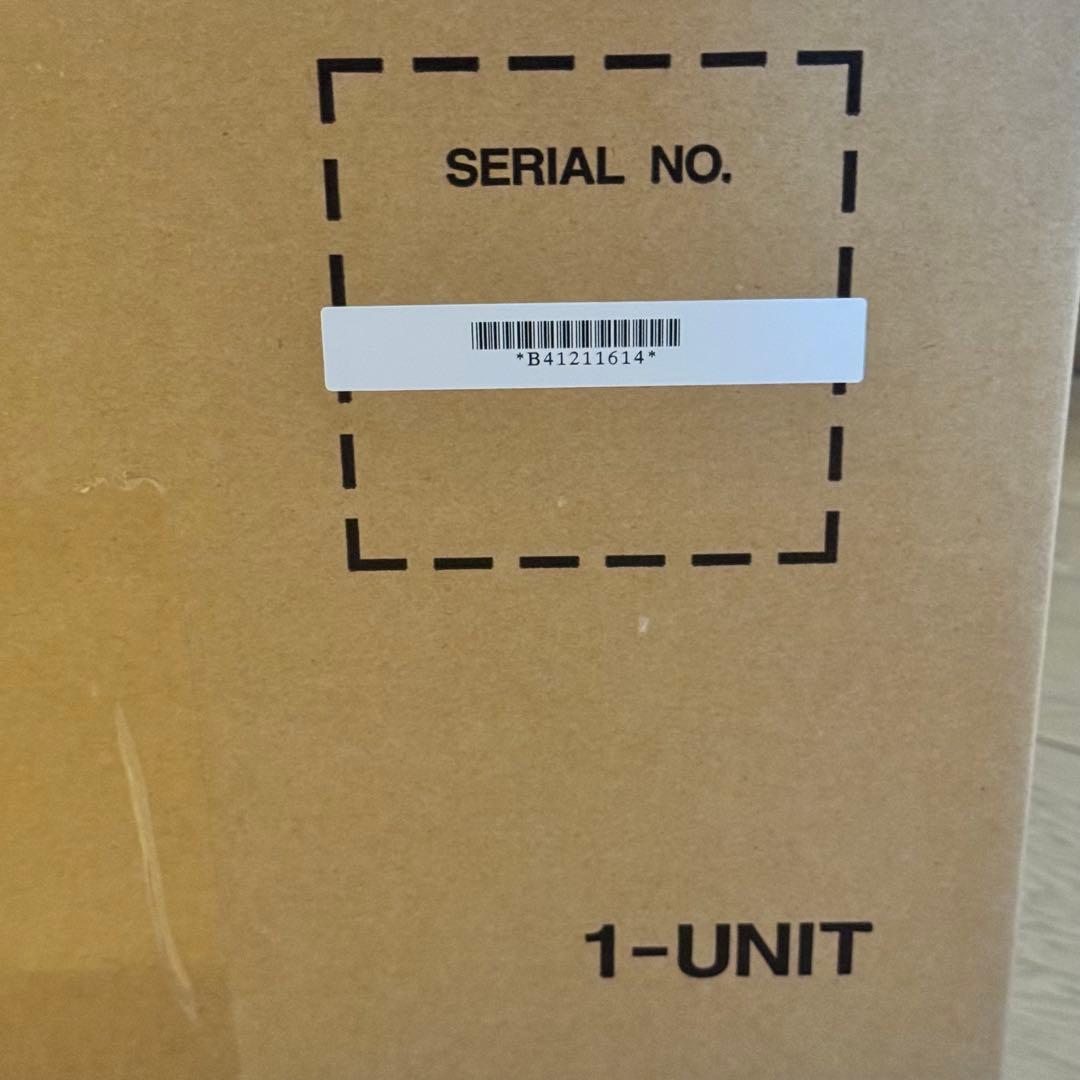 SERIAL NO.
*B41211614*
1-UNIT